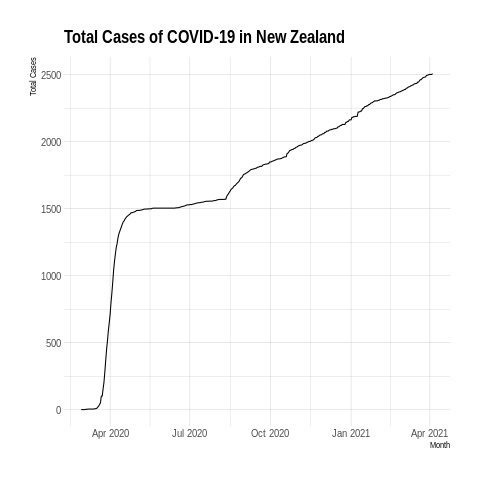 Total Cases of COVID-19 in New Zealand
Total Cases
2500
2000
1500
1000
500
0
Apr 2020 Jul 2020 Oct 2020 Jan 2021 Apr 2021
Month